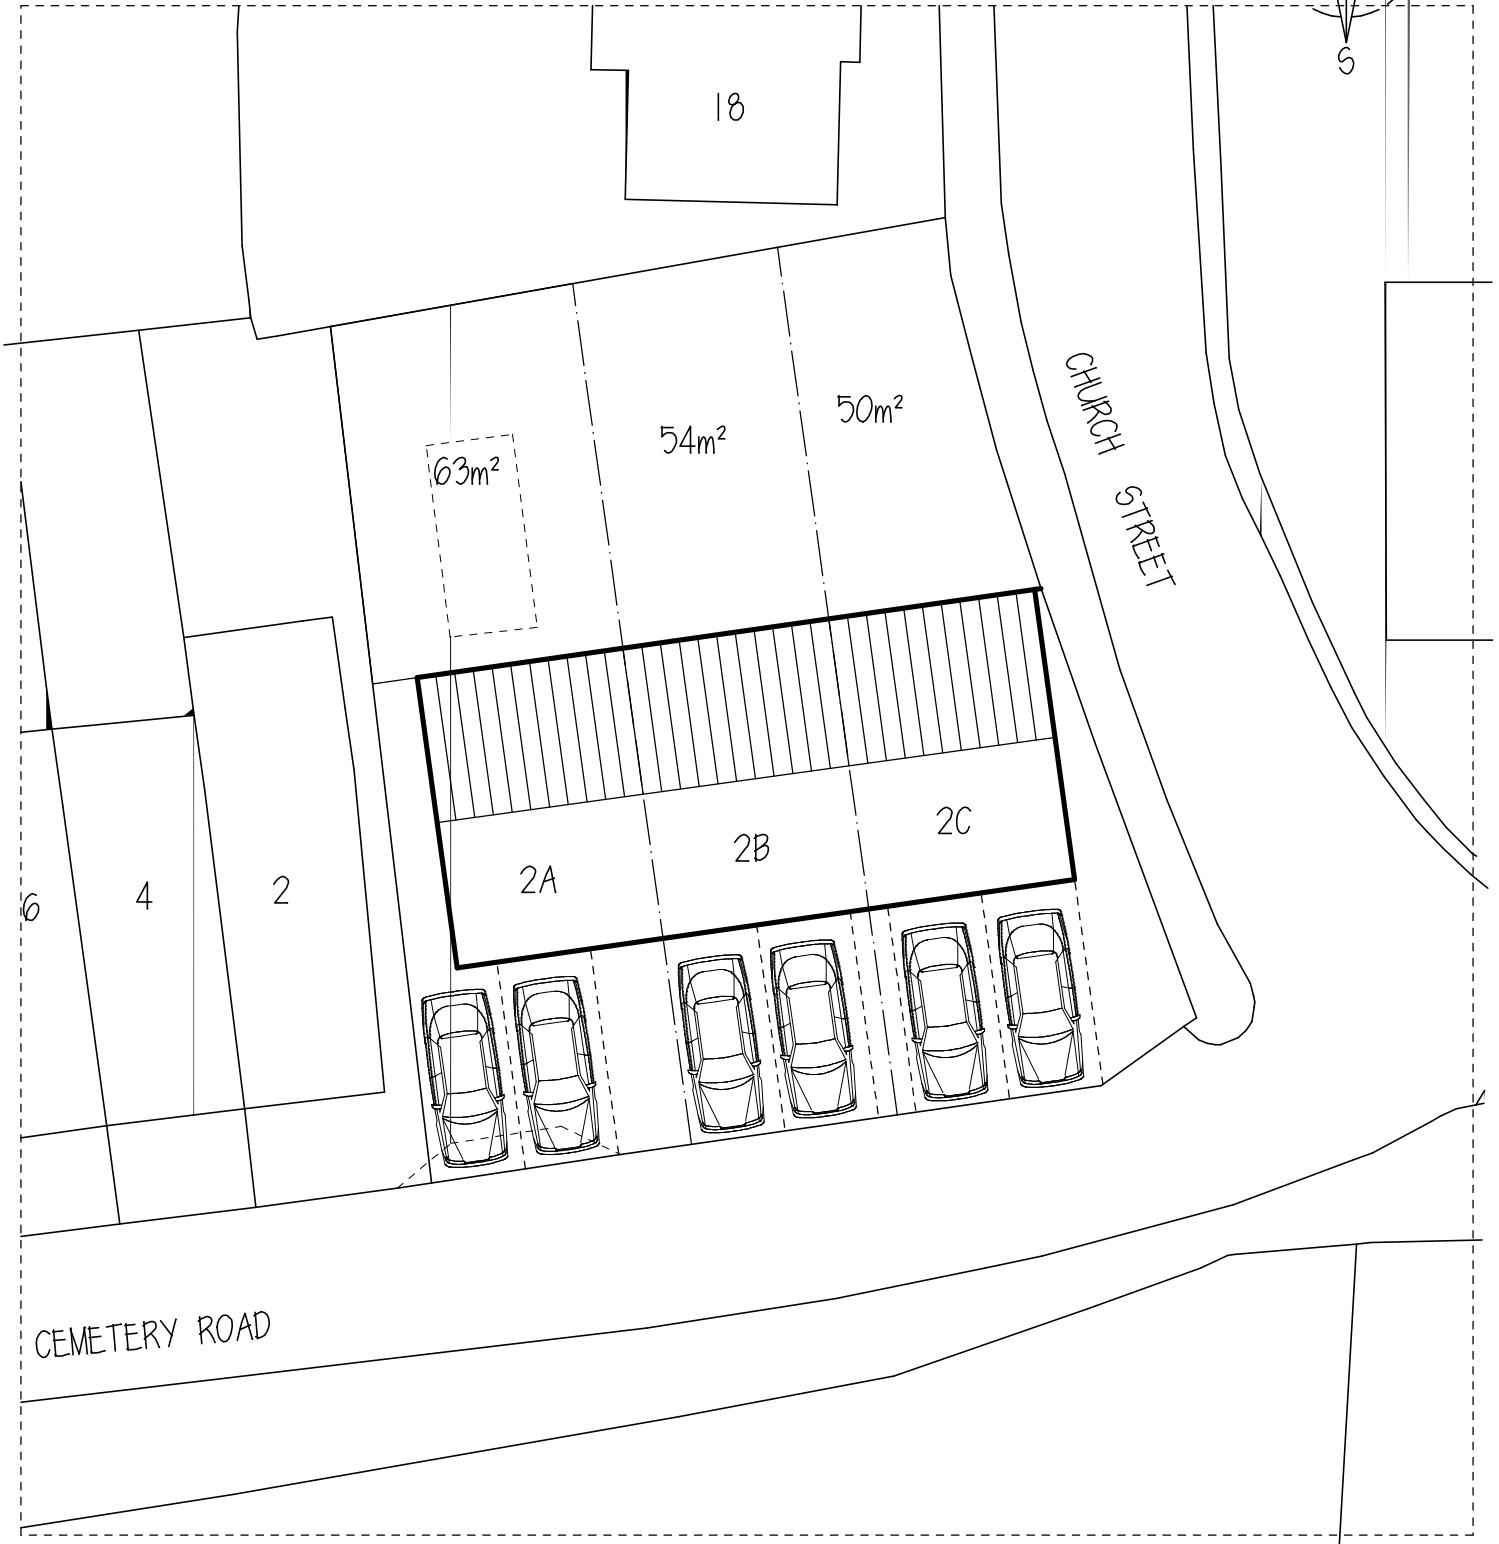 S
18
CHURCH STREET
50m²
54m²
63m²
2C
2B
2A
2
4
6
CEMETERY ROAD